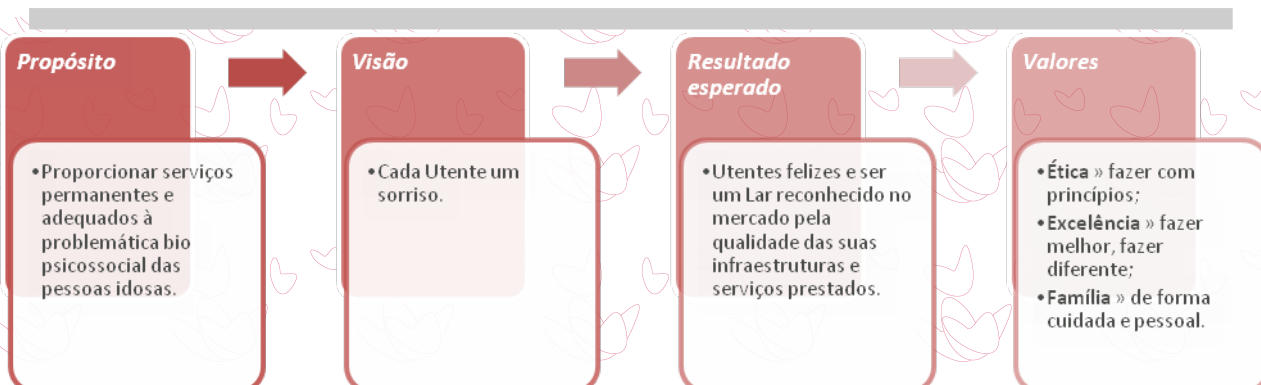 Propósito
•Proporcionar serviços
permanentes e
adequados à
problemática bio
psicossocial das
pessoas idosas.
Visão
•Cada Utente um
sorriso.
Resultado
esperado
•Utentes felizes e ser
um Lar reconhecido no
mercado pela
qualidade das suas
infraestruturas e
serviços prestados.
Valores
•Ética » fazer com
princípios;
•Excelência » fazer
melhor, fazer
diferente;
•Família » de forma
cuidada e pessoal.